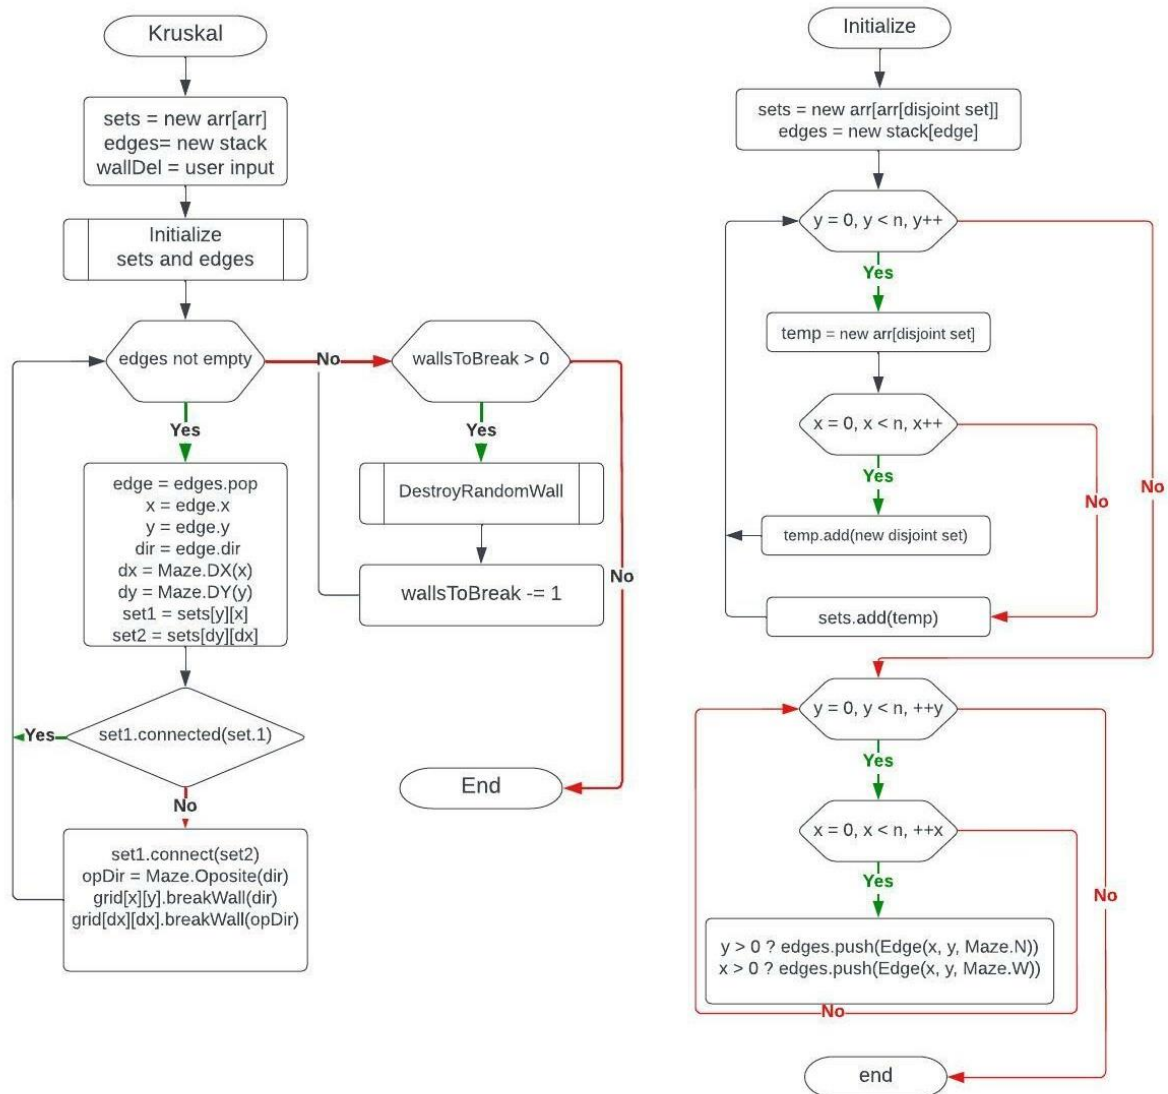 Kruskal
sets = new arr[arr]
edges= new stack
wallDel = user input
Initialize
sets and edges
edges not empty
No
wallsToBreak > 0
Yes
Yes
edge = edges.pop
x = edge.x
y = edge.y
dir = edge.dir
dx = Maze.DX(x)
dy = Maze.DY(y)
set1 = sets[y][x]
set2 = sets[dy][dx]
DestroyRandomWall
wallsToBreak -= 1
No
set1.connected(set.1)
Yes
No
End
set1.connect(set2)
opDir = Maze.Oposite(dir)
grid[x][y].breakWall(dir)
grid[dx][dx].breakWall(opDir)
Initialize
sets = new arr[arr[disjoint set]]
edges = new stack[edge]
y = 0, y < n, y++
Yes
temp = new arr[disjoint set]
x = 0, x < n, x++
Yes
No
No
temp.add(new disjoint set)
sets.add(temp)
y = 0, y < n, ++y
Yes
x = 0, x < n, ++x
Yes
No
y > 0 ? edges.push(Edge(x, y, Maze.N))
x > 0 ? edges.push(Edge(x, y, Maze.W))
No
end